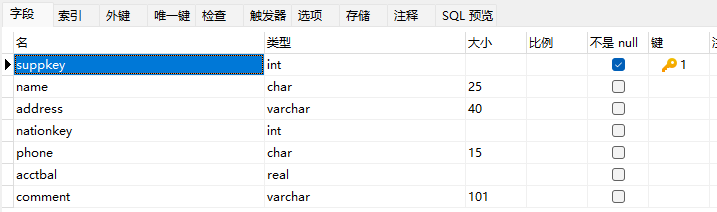 字段 索引 外键 唯一键 检查 触发器 选项 存储 注释 SQL 预览
名 类型 大小 比例 不是 null 键
suppkey int 1
name char 25
address varchar 40
nationkey int
phone char 15
acctbal real
comment varchar 101